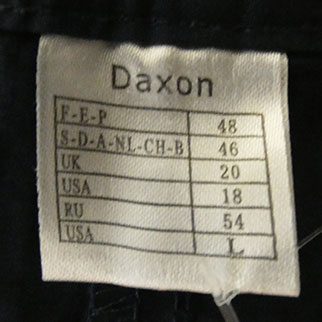 Daxon
F-E-P 48
S-D-A-NL-CH-B 46
UK 20
USA 18
RU 54
USA L